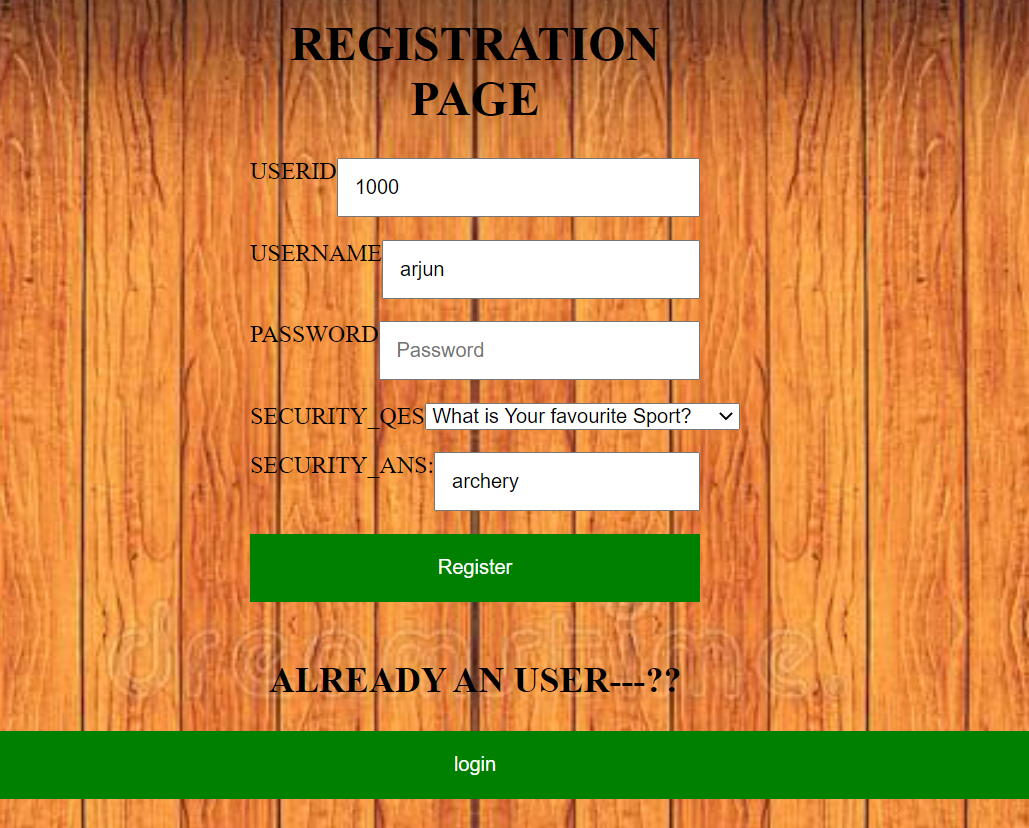 REGISTRATION
PAGE
USERID 1000
USERNAME arjun
PASSWORD Password
SECURITY_QES What is Your favourite Sport?
SECURITY_ANS: archery
Register
dreamstime.
ALREADY AN USER---??
login